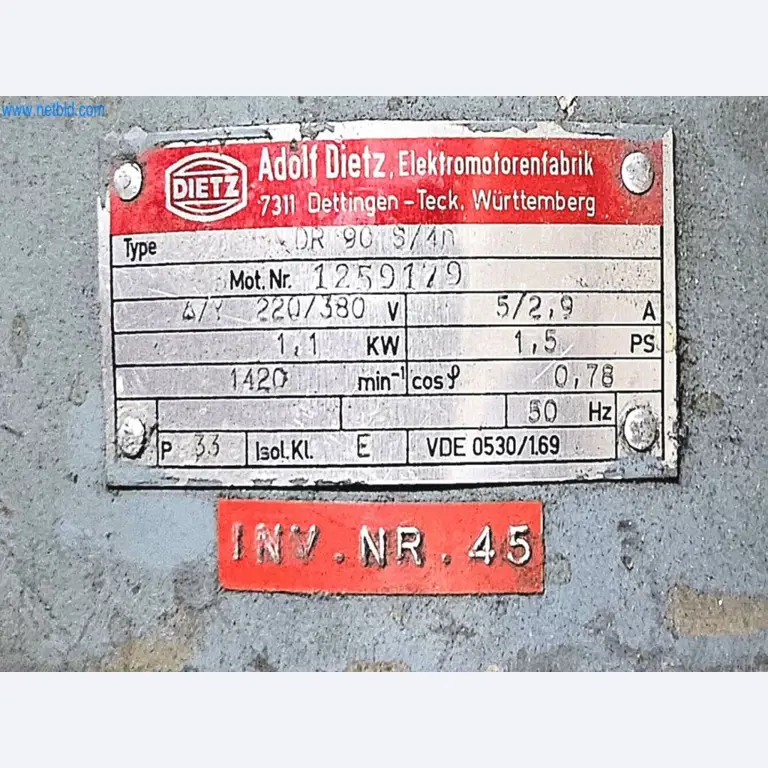 www.netbid.com
DIETZ
Adolf Dietz, Elektromotorenfabrik
7311 Dettingen-Teck, Württemberg
Type DR 90 S/4n
Mot. Nr. 1259179
Δ/Y 220/380 V 5/2,9 A
1,1 KW 1,5 PS
1420 min⁻¹ cos φ 0,78
50 Hz
P 33 Isol.Kl. E VDE 0530/1.69
INV.NR.45